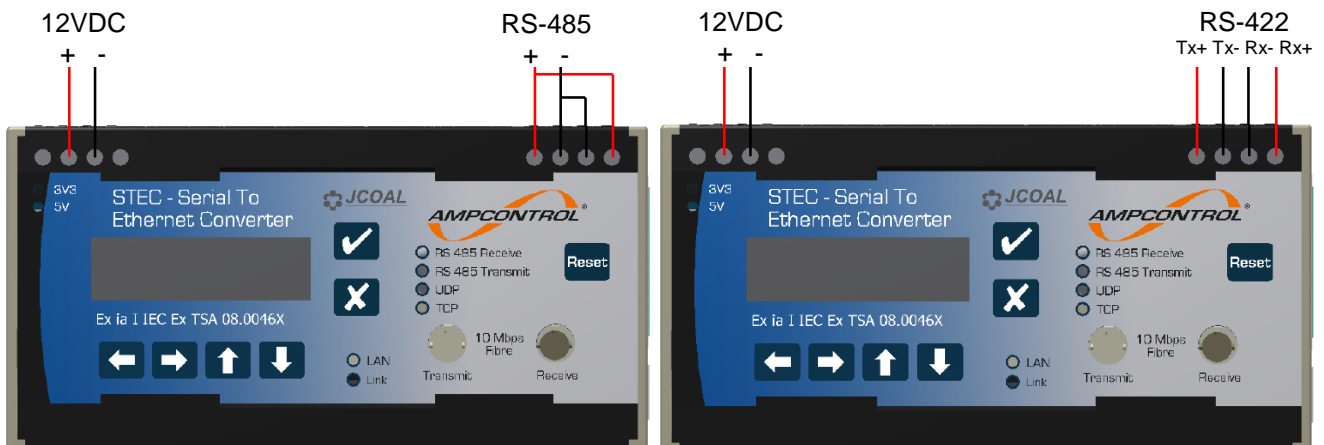 12VDC
+ -
RS-485
+ -
3V3
5V
STEC - Serial To
Ethernet Converter
JCOAL
AMPCONTROL®
RS 485 Receive
RS 485 Transmit
UDP
TCP
Reset
Ex ia I IEC Ex TSA 08.0046X
10 Mbps
Fibre
LAN
Link
Transmit
Receive
12VDC
+ -
RS-422
Tx+ Tx- Rx- Rx+
3V3
5V
STEC - Serial To
Ethernet Converter
JCOAL
AMPCONTROL®
RS 485 Receive
RS 485 Transmit
UDP
TCP
Reset
Ex ia I IEC Ex TSA 08.0046X
10 Mbps
Fibre
LAN
Link
Transmit
Receive